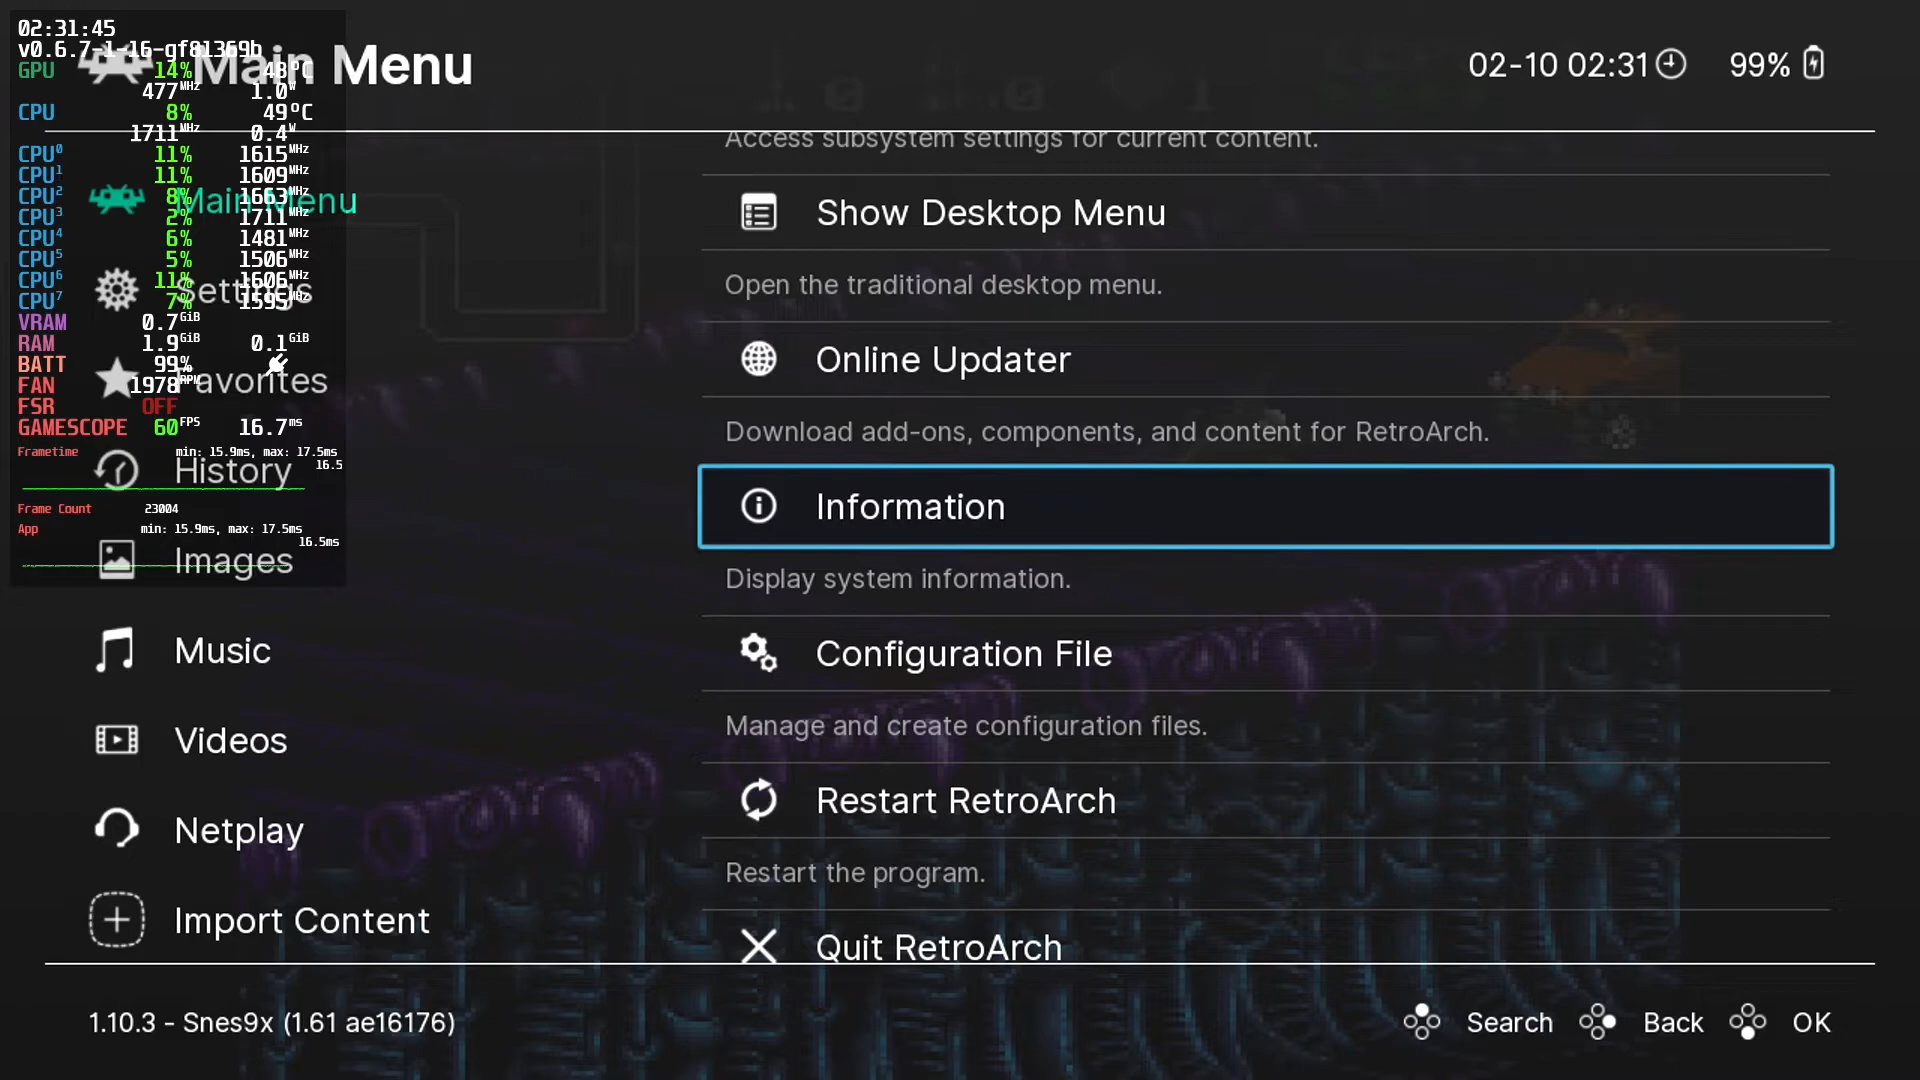 02:31:45
v0.6.7-1-16-gf81369b
Main Menu
02-10 02:31
99%
GPU 14% 48°C
477MHz 1.0W
CPU 8% 49°C
1711MHz 0.4W
CPU0 11% 1615MHz
CPU1 11% 1609MHz
CPU2 8% 1663MHz
CPU3 2% 1711MHz
CPU4 6% 1481MHz
CPU5 5% 1506MHz
CPU6 11% 1606MHz
CPU7 7% 1595MHz
VRAM 0.7GiB
RAM 1.9GiB 0.1GiB
BATT 99%
FAN 1978RPM
FSR OFF
GAMESCOPE 60FPS 16.7ms
Frametime min: 15.9ms, max: 17.5ms
16.5
Frame Count 23004
App min: 15.9ms, max: 17.5ms
16.5ms
Main Menu
Settings
Favorites
History
Images
Music
Videos
Netplay
Import Content
Access subsystem settings for current content.
Show Desktop Menu
Open the traditional desktop menu.
Online Updater
Download add-ons, components, and content for RetroArch.
Information
Display system information.
Configuration File
Manage and create configuration files.
Restart RetroArch
Restart the program.
Quit RetroArch
1.10.3 - Snes9x (1.61 ae16176)
Search
Back
OK